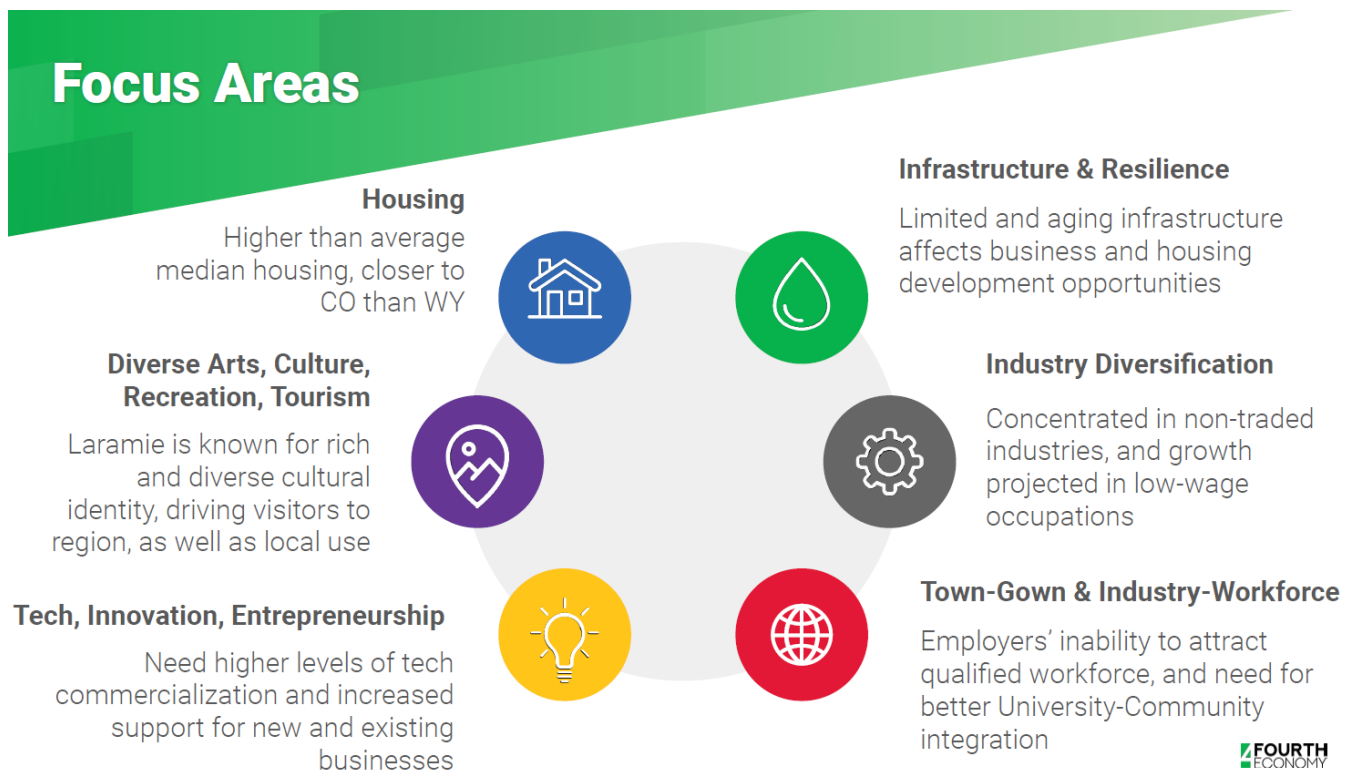 Focus Areas
Housing
Higher than average
median housing, closer to
CO than WY
Diverse Arts, Culture,
Recreation, Tourism
Laramie is known for rich
and diverse cultural
identity, driving visitors to
region, as well as local use
Tech, Innovation, Entrepreneurship
Need higher levels of tech
commercialization and increased
support for new and existing
businesses
Infrastructure & Resilience
Limited and aging infrastructure
affects business and housing
development opportunities
Industry Diversification
Concentrated in non-traded
industries, and growth
projected in low-wage
occupations
Town-Gown & Industry-Workforce
Employers’ inability to attract
qualified workforce, and need for
better University-Community
integration
4 FOURTH
ECONOMY